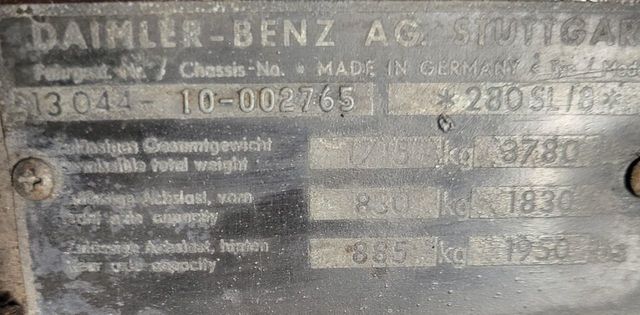 DAIMLER-BENZ AG. STUTTGAR
Chassis-No. • MADE IN GERMANY •
13 044- 10-002765 *280SL/8*
Gesamtgewicht kg 3780
total weight
Achslast, vorn 830 kg 1830
axle capacity
Achslast, hinten 885 kg 1950
axle capacity